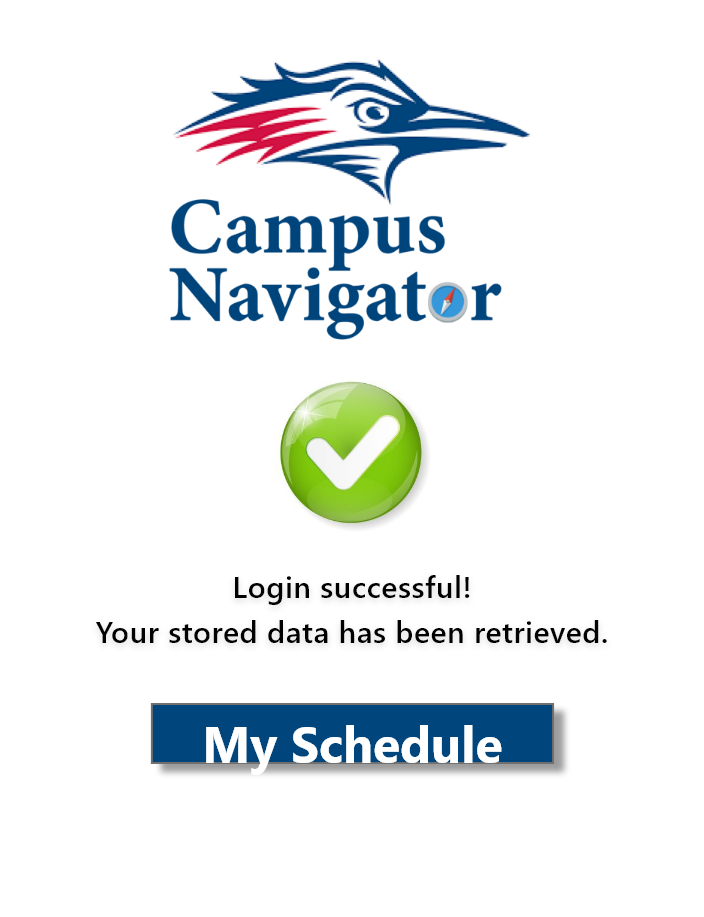 Campus
Navigator
Login successful!
Your stored data has been retrieved.
My Schedule